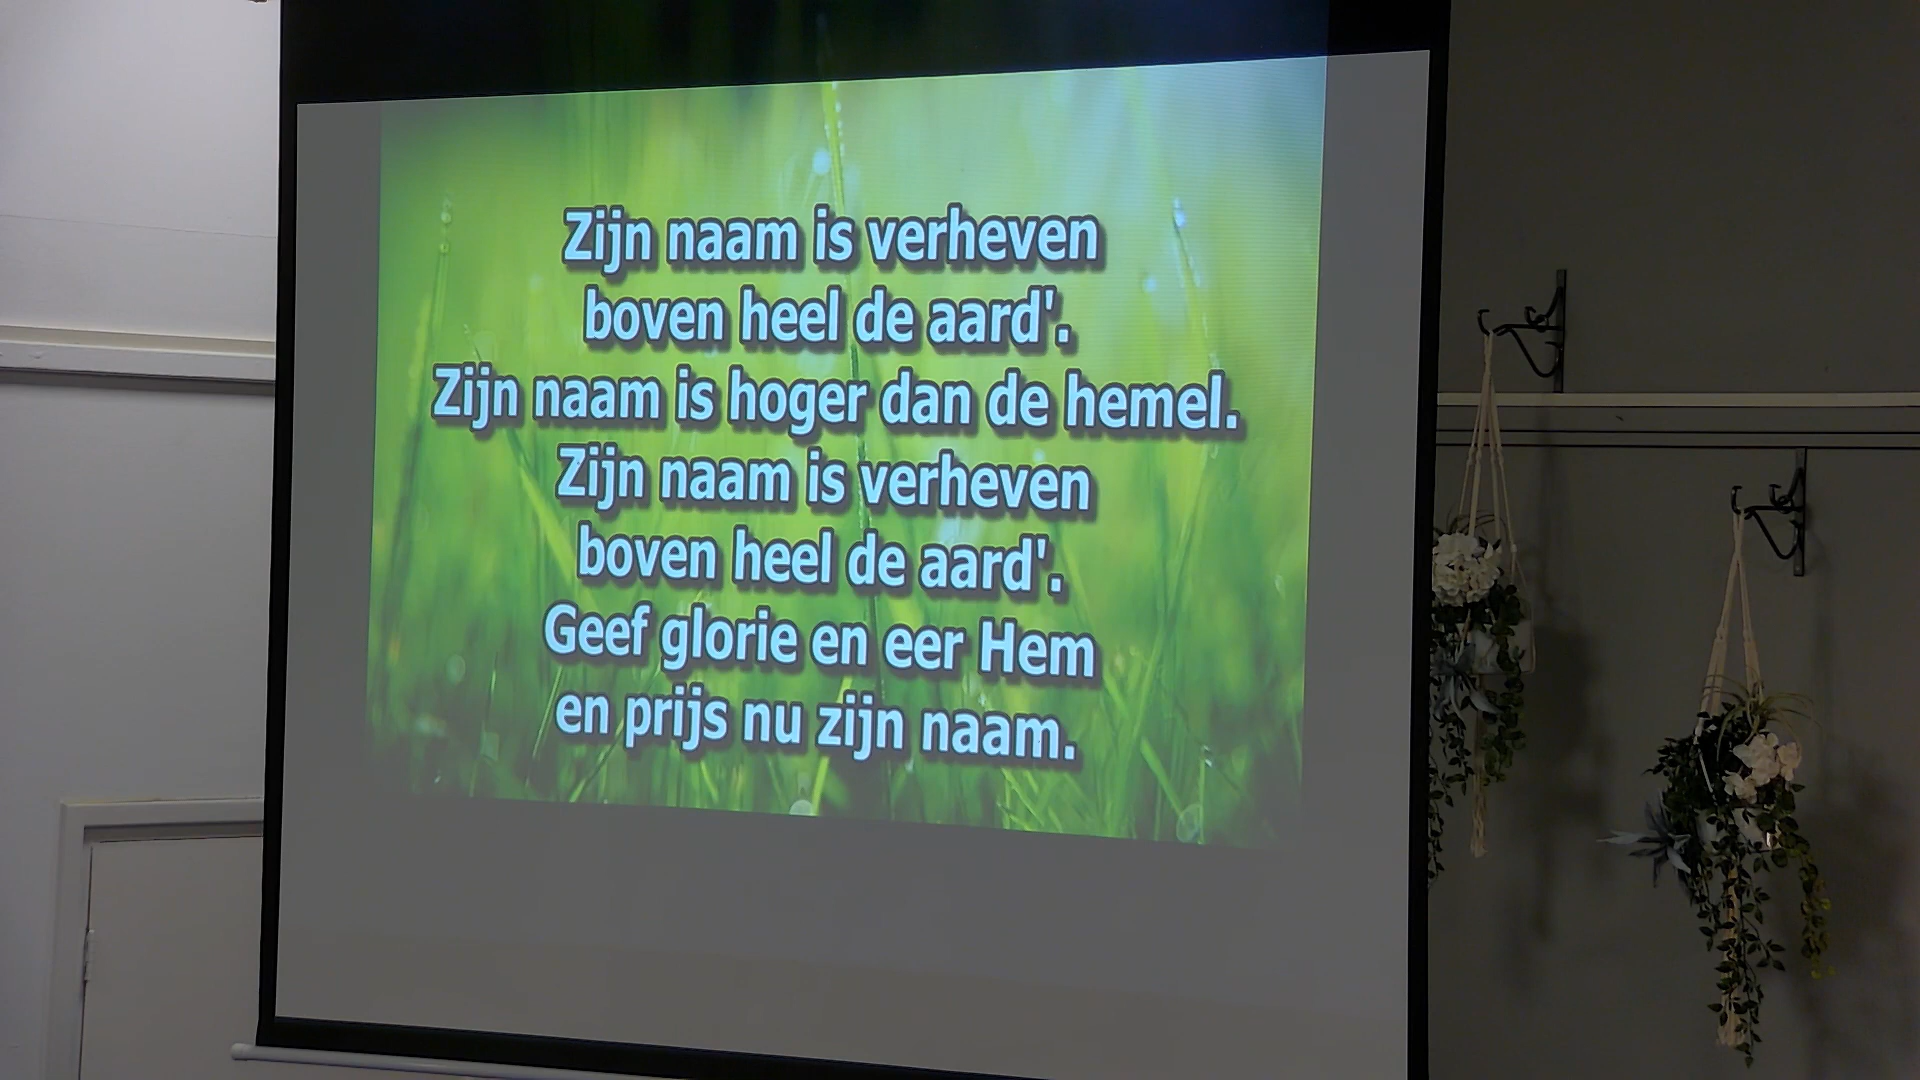 Zijn naam is verheven
boven heel de aard'.
Zijn naam is hoger dan de hemel.
Zijn naam is verheven
boven heel de aard'.
Geef glorie en eer Hem
en prijs nu zijn naam.